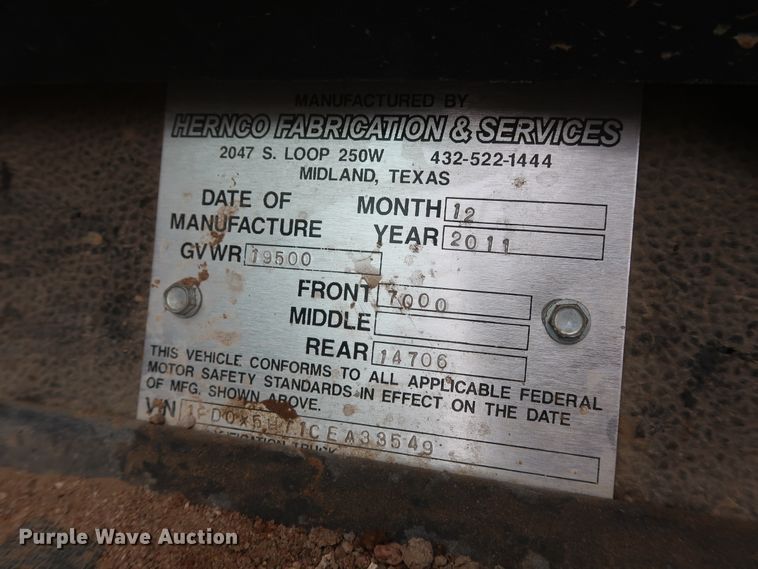 MANUFACTURED BY
HERNCO FABRICATION & SERVICES
2047 S. LOOP 250W 432-522-1444
MIDLAND, TEXAS
DATE OF MANUFACTURE
MONTH 12
YEAR 2011
GVWR 19500
FRONT 7000
MIDDLE
REAR 14706
THIS VEHICLE CONFORMS TO ALL APPLICABLE FEDERAL
MOTOR SAFETY STANDARDS IN EFFECT ON THE DATE
OF MFG. SHOWN ABOVE.
VIN
TRUCK
Purple Wave Auction